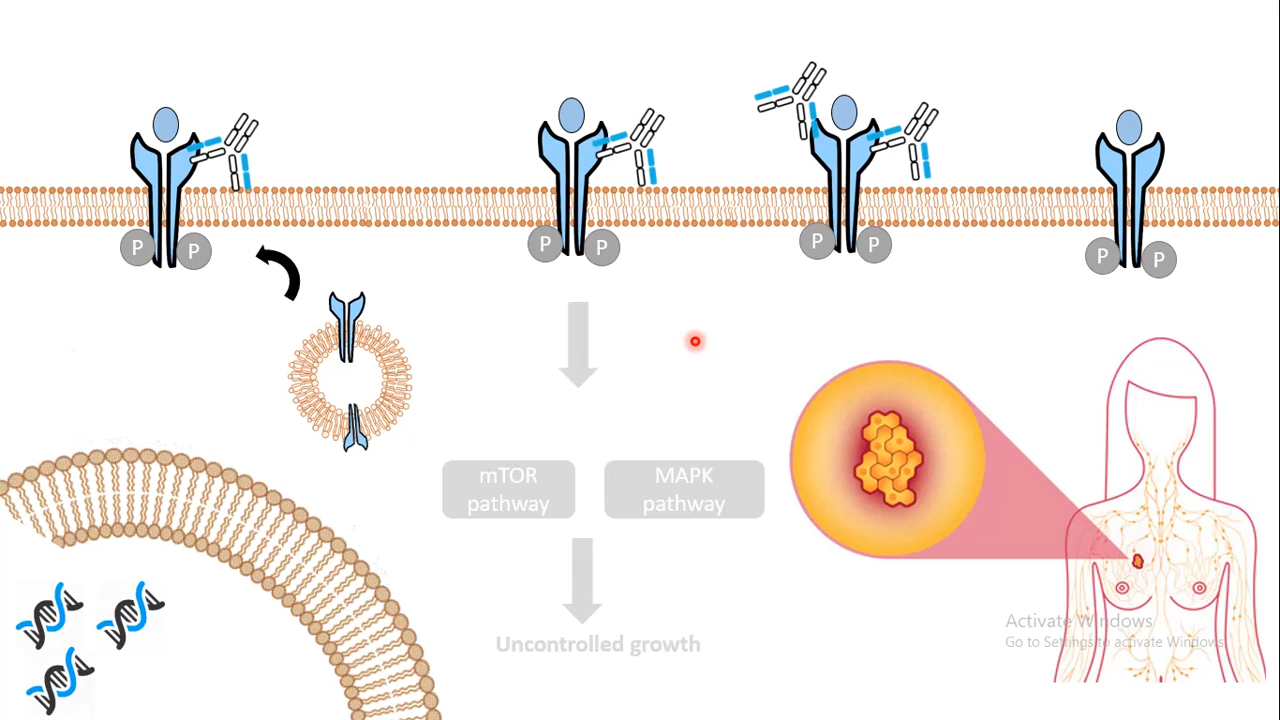 P
P
P
P
P
P
P
P
mTOR
pathway
MAPK
pathway
Uncontrolled growth
Activate Windows
Go to Settings to activate Windows.